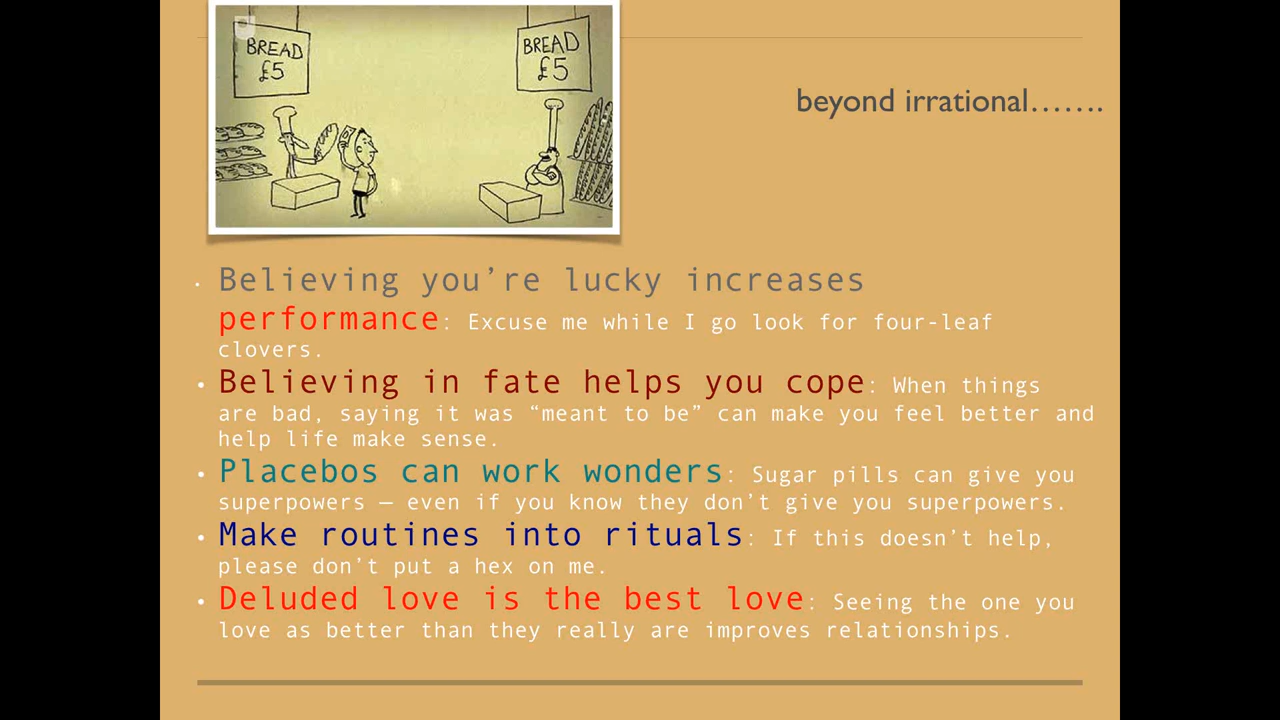 BREAD
£5
BREAD
£5
beyond irrational.......
• Believing you’re lucky increases
performance: Excuse me while I go look for four-leaf
clovers.
• Believing in fate helps you cope: When things
are bad, saying it was “meant to be” can make you feel better and
help life make sense.
• Placebos can work wonders: Sugar pills can give you
superpowers — even if you know they don’t give you superpowers.
• Make routines into rituals: If this doesn’t help,
please don’t put a hex on me.
• Deluded love is the best love: Seeing the one you
love as better than they really are improves relationships.